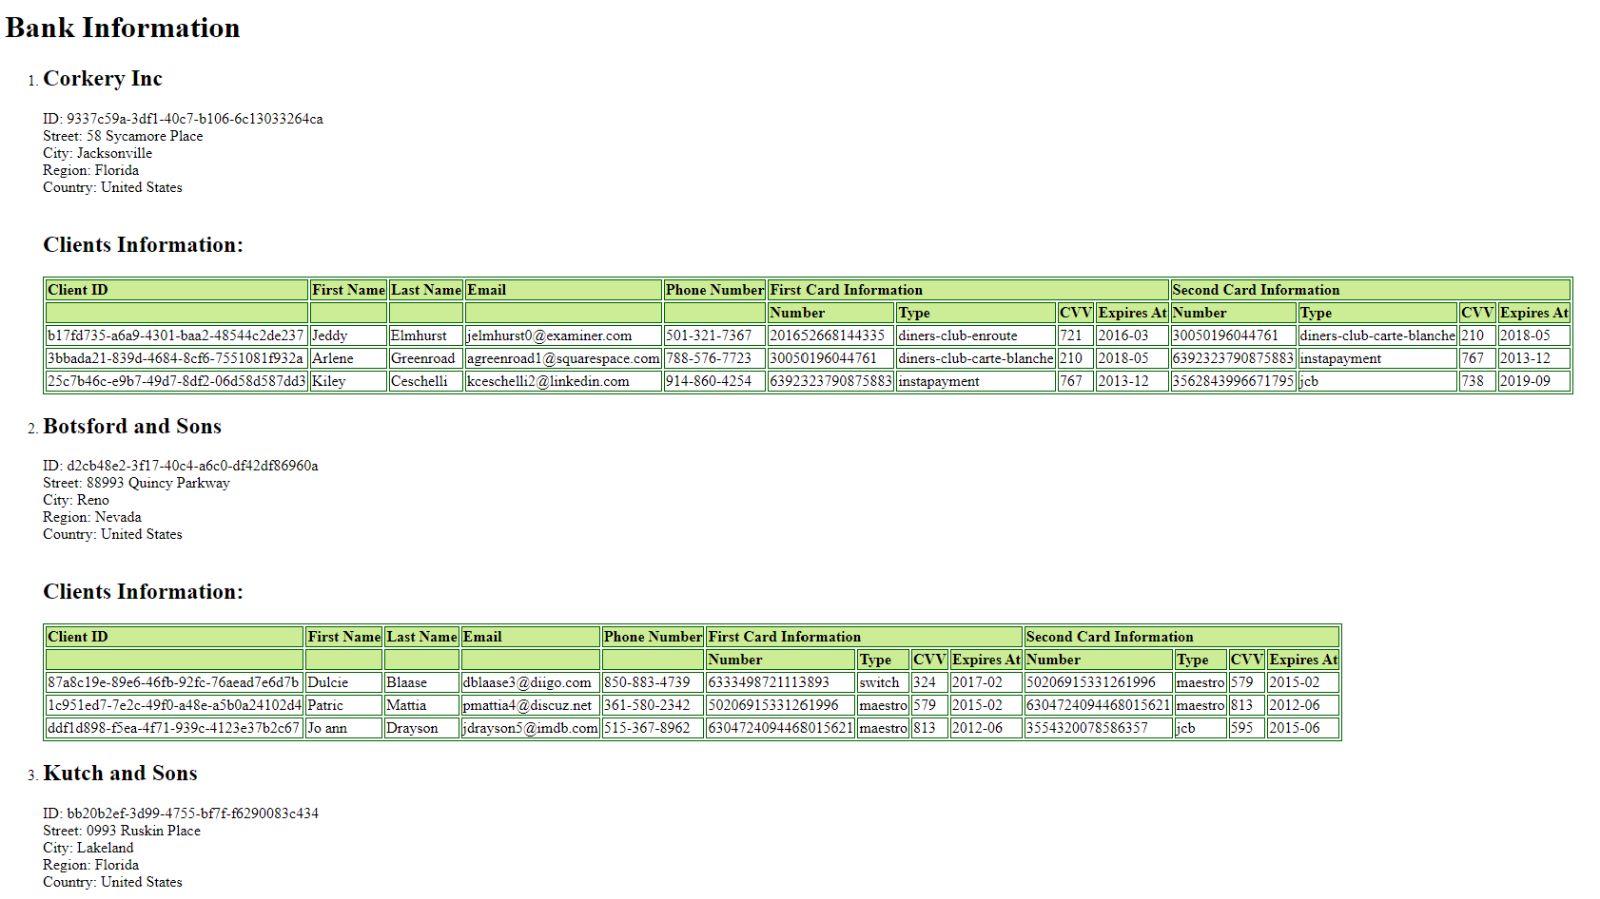 Bank Information
1. Corkery Inc
ID: 9337c59a-3df1-40c7-b106-6c13033264ca
Street: 58 Sycamore Place
City: Jacksonville
Region: Florida
Country: United States
Clients Information:
Client ID First Name Last Name Email Phone Number First Card Information Second Card Information
Number Type CVV Expires At Number Type CVV Expires At
b17fd735-a6a9-4301-baa2-48544c2de237 Jeddy Elmhurst jelmhurst0@examiner.com 501-321-7367 201652668144335 diners-club-enroute 721 2016-03 30050196044761 diners-club-carte-blanche 210 2018-05
3bbada21-839d-4684-8cf6-7551081f932a Arlene Greenroad agreenroad1@squarespace.com 788-576-7723 30050196044761 diners-club-carte-blanche 210 2018-05 6392323790875883 instapayment 767 2013-12
25c7b46c-e9b7-49d7-8df2-06d58d587dd3 Kiley Ceschelli kceschelli2@linkedin.com 914-860-4254 6392323790875883 instapayment 767 2013-12 3562843996671795 jcb 738 2019-09
2. Botsford and Sons
ID: d2cb48e2-3f17-40c4-a6c0-df42df86960a
Street: 88993 Quincy Parkway
City: Reno
Region: Nevada
Country: United States
Clients Information:
Client ID First Name Last Name Email Phone Number First Card Information Second Card Information
Number Type CVV Expires At Number Type CVV Expires At
87a8c19e-89e6-46fb-92fc-76aead7e6d7b Dulcie Blaase dblaase3@diigo.com 850-883-4739 6333498721113893 switch 324 2017-02 50206915331261996 maestro 579 2015-02
1c951ed7-7e2c-49f0-a48e-a5b0a24102d4 Patric Mattia pmattia4@discuz.net 361-580-2342 50206915331261996 maestro 579 2015-02 6304724094468015621 maestro 813 2012-06
ddf1d898-f5ea-4f71-939c-4123e37b2c67 Jo ann Drayson jdrayson5@imdb.com 515-367-8962 6304724094468015621 maestro 813 2012-06 3554320078586357 jcb 595 2015-06
3. Kutch and Sons
ID: bb20b2ef-3d99-4755-bf7f-f6290083c434
Street: 0993 Ruskin Place
City: Lakeland
Region: Florida
Country: United States